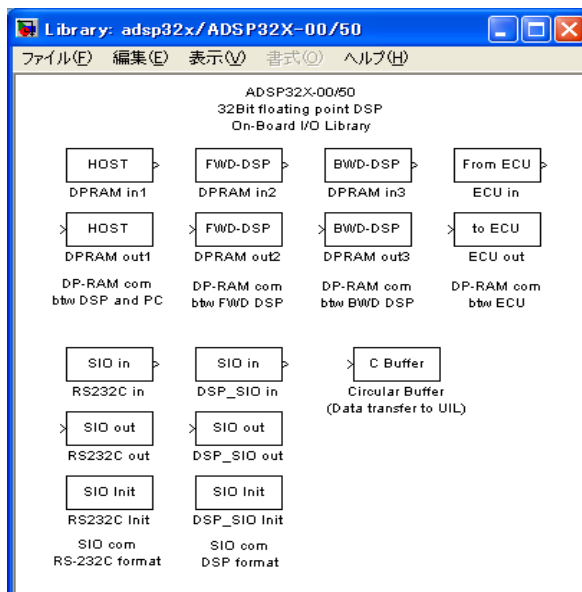 Library: adsp32x/ADSP32X-00/50
ファイル(F) 編集(E) 表示(V) 書式(O) ヘルプ(H)
ADSP32X-00/50
32Bit floating point DSP
On-Board I/O Library
HOST FWD-DSP BWD-DSP From ECU
DPRAM in1 DPRAM in2 DPRAM in3 ECU in
HOST FWD-DSP BWD-DSP to ECU
DPRAM out1 DPRAM out2 DPRAM out3 ECU out
DP-RAM com DP-RAM com DP-RAM com DP-RAM com
btw DSP and PC btw FWD DSP btw BWD DSP btw ECU
SIO in SIO in C Buffer
RS232C in DSP_SIO in Circular Buffer
(Data transfer to UIL)
SIO out SIO out
RS232C out DSP_SIO out
SIO Init SIO Init
RS232C Init DSP_SIO Init
SIO com SIO com
RS-232C format DSP format